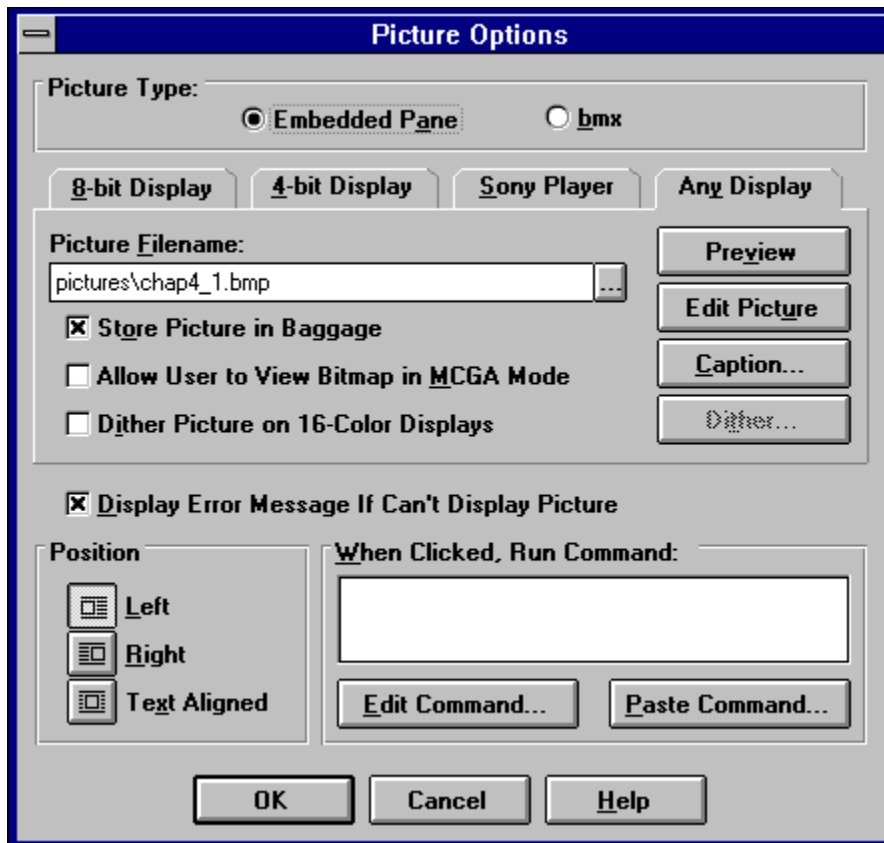 Picture Options
Picture Type:
Embedded Pane bmx
8-bit Display 4-bit Display Sony Player Any Display
Picture Filename:
pictures\chap4_1.bmp ...
Preview
Store Picture in Baggage
Edit Picture
Allow User to View Bitmap in MCGA Mode
Caption...
Dither Picture on 16-Color Displays
Dither...
Display Error Message If Can't Display Picture
Position
Left
Right
Text Aligned
When Clicked, Run Command:
Edit Command... Paste Command...
OK Cancel Help